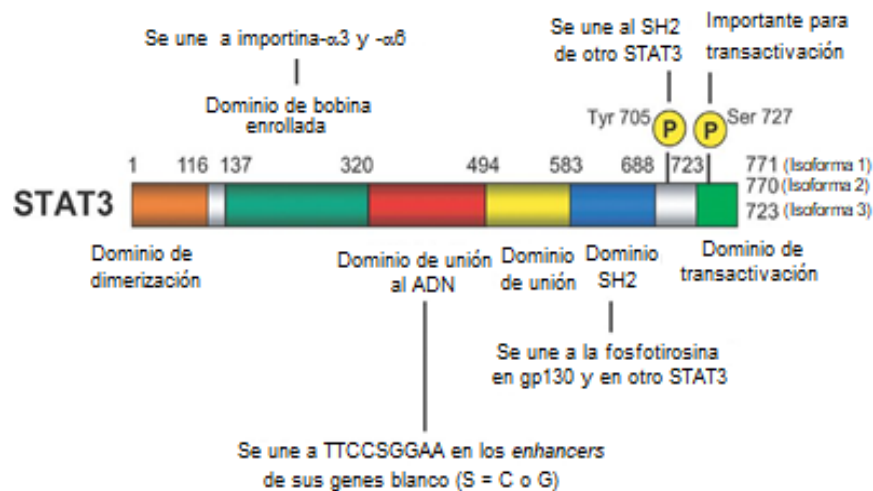 Se une a importina-α3 y -α6
Dominio de bobina
enrollada
Se une al SH2
de otro STAT3
Importante para
transactivación
Tyr 705
P
P
Ser 727
1 116 137 320 494 583 688 723
771 (Isoforma 1)
770 (Isoforma 2)
723 (Isoforma 3)
STAT3
Dominio de
dimerización
Dominio de unión
al ADN
Dominio
de unión
Dominio
SH2
Dominio de
transactivación
Se une a la fosfotirosina
en gp130 y en otro STAT3
Se une a TTCCSGGAA en los enhancers
de sus genes blanco (S = C o G)